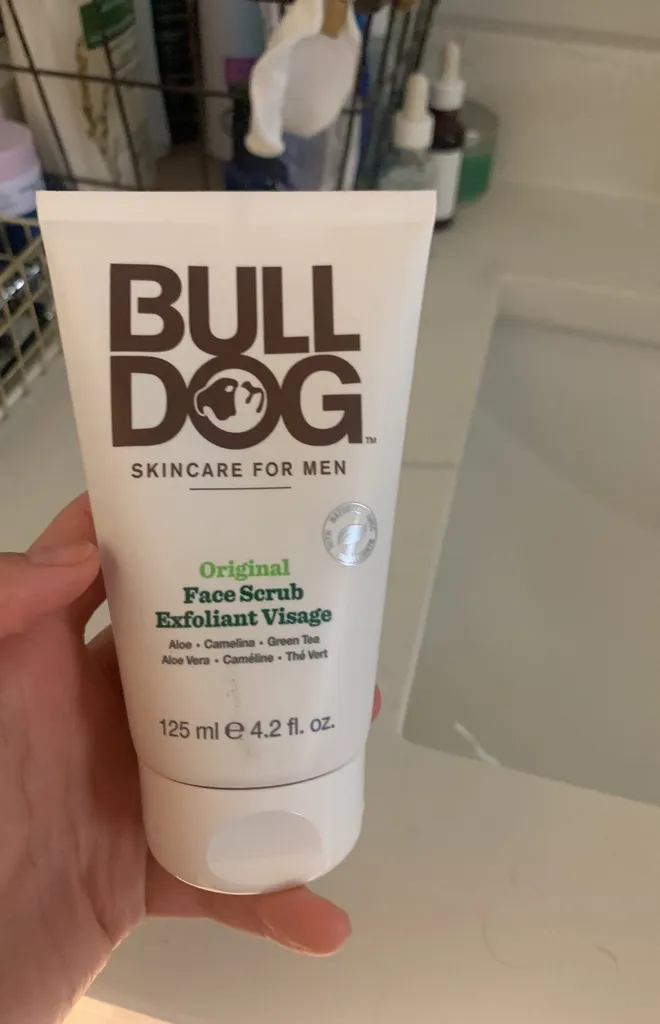 BULL
DOG™
SKINCARE FOR MEN
Original
Face Scrub
Exfoliant Visage
Aloe • Camelina • Green Tea
Aloe Vera • Caméline • Thé Vert
125 ml ℮ 4.2 fl. oz.